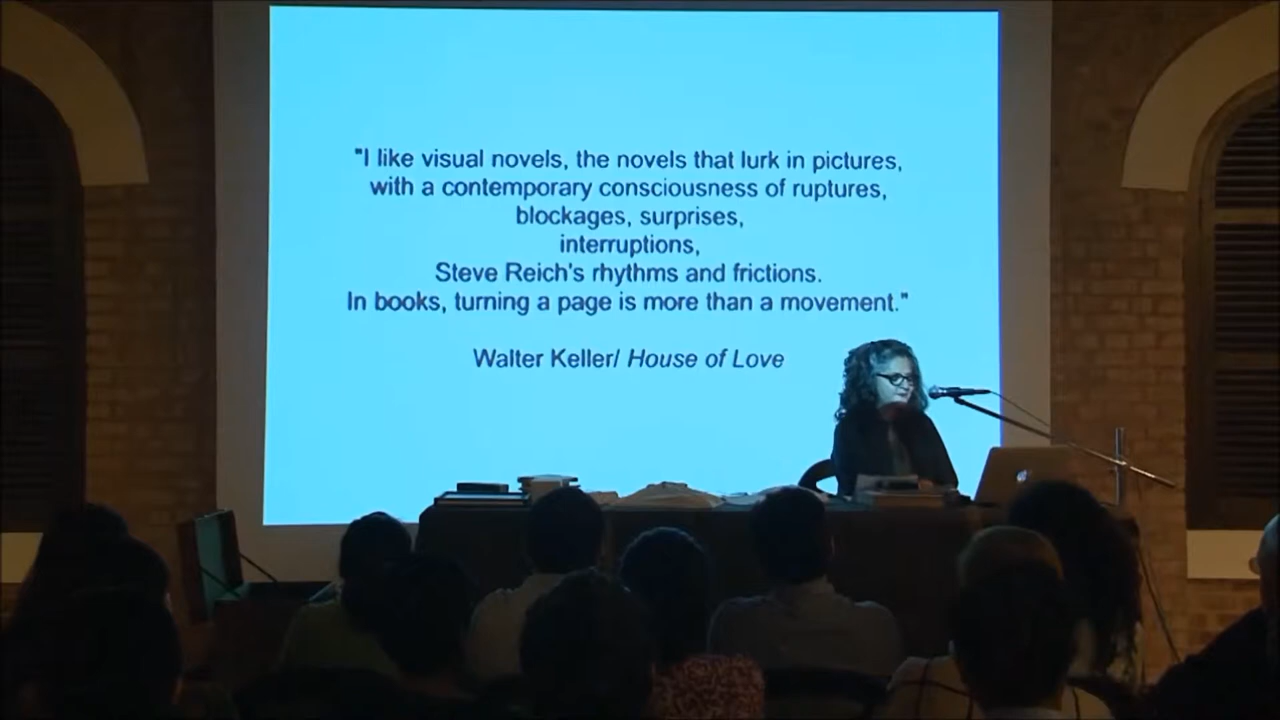 "I like visual novels, the novels that lurk in pictures,
with a contemporary consciousness of ruptures,
blockages, surprises,
interruptions,
Steve Reich's rhythms and frictions.
In books, turning a page is more than a movement."
Walter Keller/ House of Love